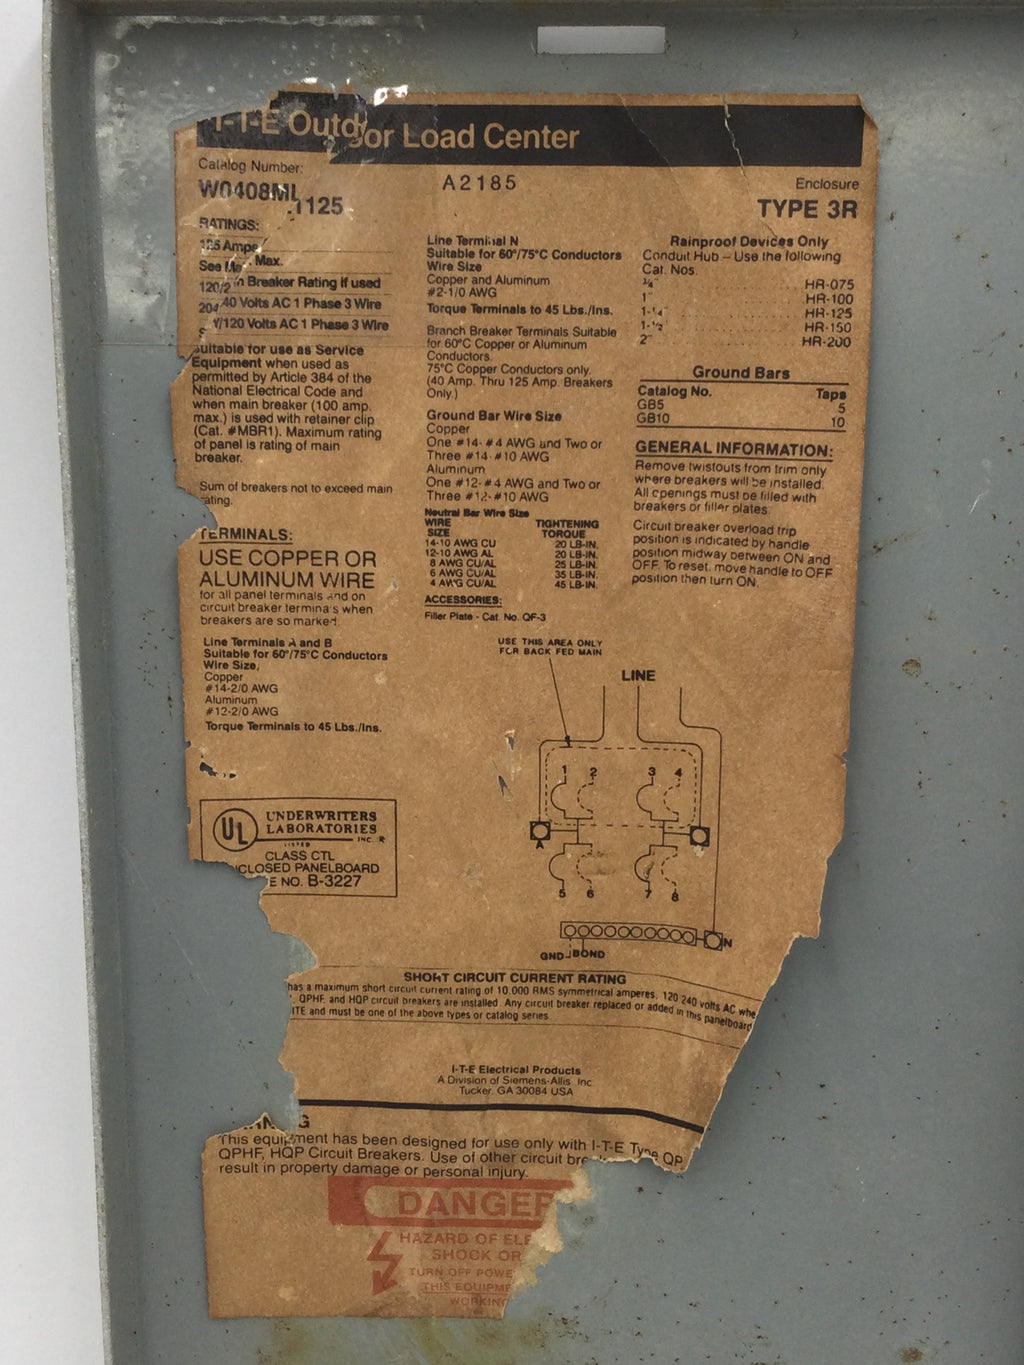 I-T-E Outdoor Load Center
Catalog Number:
W0408ML
1125
A2185
Enclosure
TYPE 3R
RATINGS:
125 Amps
Max.
See
Breaker Rating If used
120/2
40 Volts AC 1 Phase 3 Wire
204
Y/120 Volts AC 1 Phase 3 Wire
Suitable for use as Service
Equipment when used as
permitted by Article 384 of the
National Electrical Code and
when main breaker (100 amp.
max.) is used with retainer clip
(Cat. #MBR1). Maximum rating
of panel is rating of main
breaker.
Sum of breakers not to exceed main
rating.
TERMINALS:
USE COPPER OR
ALUMINUM WIRE
for all panel terminals and on
circuit breaker terminals when
breakers are so marked
Line Terminals A and B
Suitable for 60°/75°C Conductors
Wire Size,
Copper
#14-2/0 AWG
Aluminum
#12-2/0 AWG
Torque Terminals to 45 Lbs./Ins.
Line Terminal N
Suitable for 60°/75°C Conductors
Wire Size
Copper and Aluminum
#2-1/0 AWG
Torque Terminals to 45 Lbs./Ins.
Branch Breaker Terminals Suitable
for 60°C Copper or Aluminum
Conductors.
75°C Copper Conductors only.
(40 Amp. Thru 125 Amp. Breakers
Only.)
Ground Bar Wire Size
Copper
One #14-#4 AWG and Two or
Three #14-#10 AWG
Aluminum
One #12-#4 AWG and Two or
Three #12-#10 AWG
Neutral Bar Wire Size
WIRE SIZE TIGHTENING TORQUE
14-10 AWG CU 20 LB-IN.
12-10 AWG AL 20 LB-IN.
8 AWG CU/AL 25 LB-IN.
6 AWG CU/AL 35 LB-IN.
4 AWG CU/AL 45 LB-IN.
ACCESSORIES:
Filler Plate - Cat. No. QF-3
Rainproof Devices Only
Conduit Hub – Use the following
Cat. Nos.
¾" HR-075
1" HR-100
1-¼" HR-125
1-½" HR-150
2" HR-200
Ground Bars
Catalog No. Taps
GB5 5
GB10 10
GENERAL INFORMATION:
Remove twistouts from trim only
where breakers will be installed.
All openings must be filled with
breakers or filler plates.
Circuit breaker overload trip
position is indicated by handle
position midway between ON and
OFF. To reset, move handle to OFF
position then turn ON.
USE THIS AREA ONLY
FOR BACK FED MAIN
LINE
1 2 3 4
A
5 6 7 8
N
GND BOND
UL
UNDERWRITERS
LABORATORIES
INC. R
LISTED
CLASS CTL
CLOSED PANELBOARD
E NO. B-3227
SHORT CIRCUIT CURRENT RATING
has a maximum short circuit current rating of 10,000 RMS symmetrical amperes, 120 240 volts AC whe
QPHF, and HQP circuit breakers are installed. Any circuit breaker replaced or added in this panelboard
ITE and must be one of the above types or catalog series
I-T-E Electrical Products
A Division of Siemens-Allis, Inc
Tucker, GA 30084 USA
This equipment has been designed for use only with I-T-E Type QP
QPHF, HQP Circuit Breakers. Use of other circuit bre
result in property damage or personal injury.
DANGER
HAZARD OF ELE
SHOCK OR
TURN OFF POWE
THIS EQUIPME
WORKING